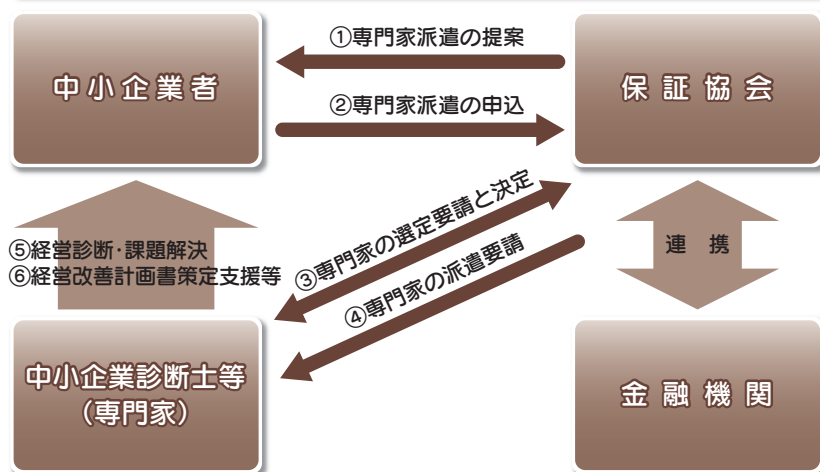 ①専門家派遣の提案
中小企業者
保証協会
②専門家派遣の申込
③専門家の選定要請と決定
④専門家の派遣要請
⑤経営診断・課題解決
⑥経営改善計画書策定支援等
連携
中小企業診断士等
（専門家）
金融機関